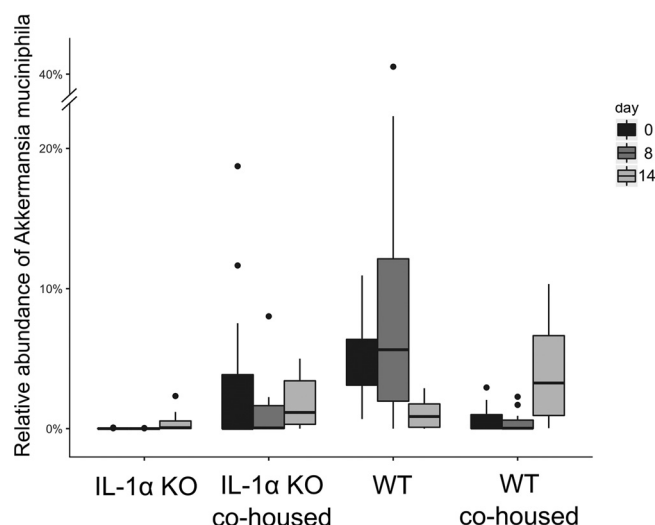 Relative abundance of Akkermansia muciniphila
40%
20%
10%
0%
day
0
8
14
IL-1α KO
IL-1α KO
co-housed
WT
WT
co-housed